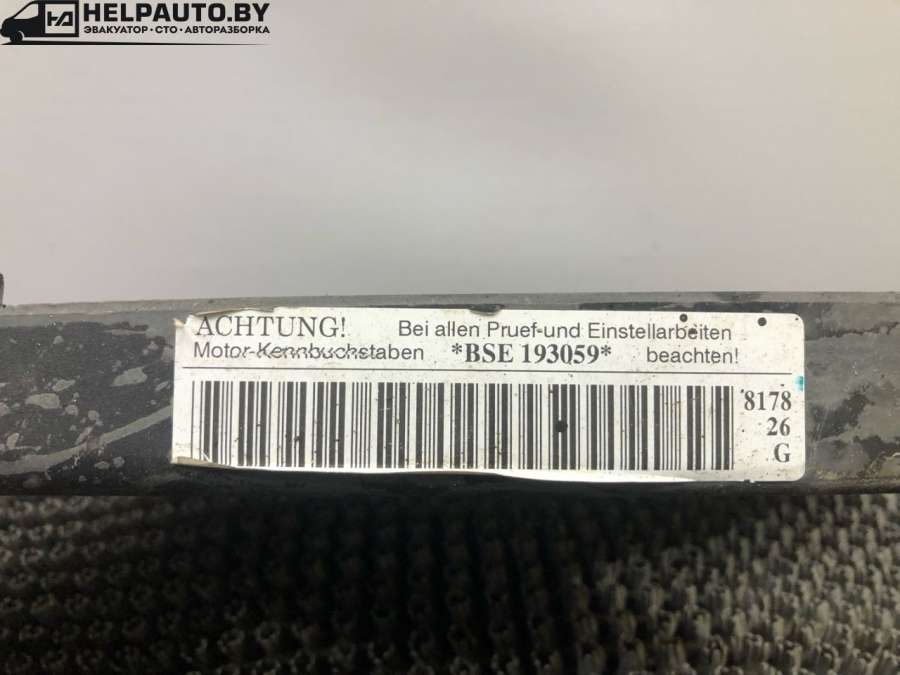 HELPAUTO.BY
ЭВАКУАТОР · СТО · АВТОРАЗБОРКА
ACHTUNG! Bei allen Pruef-und Einstellarbeiten
Motor-Kennbuchstaben *BSE 193059* beachten!
8178
26
G